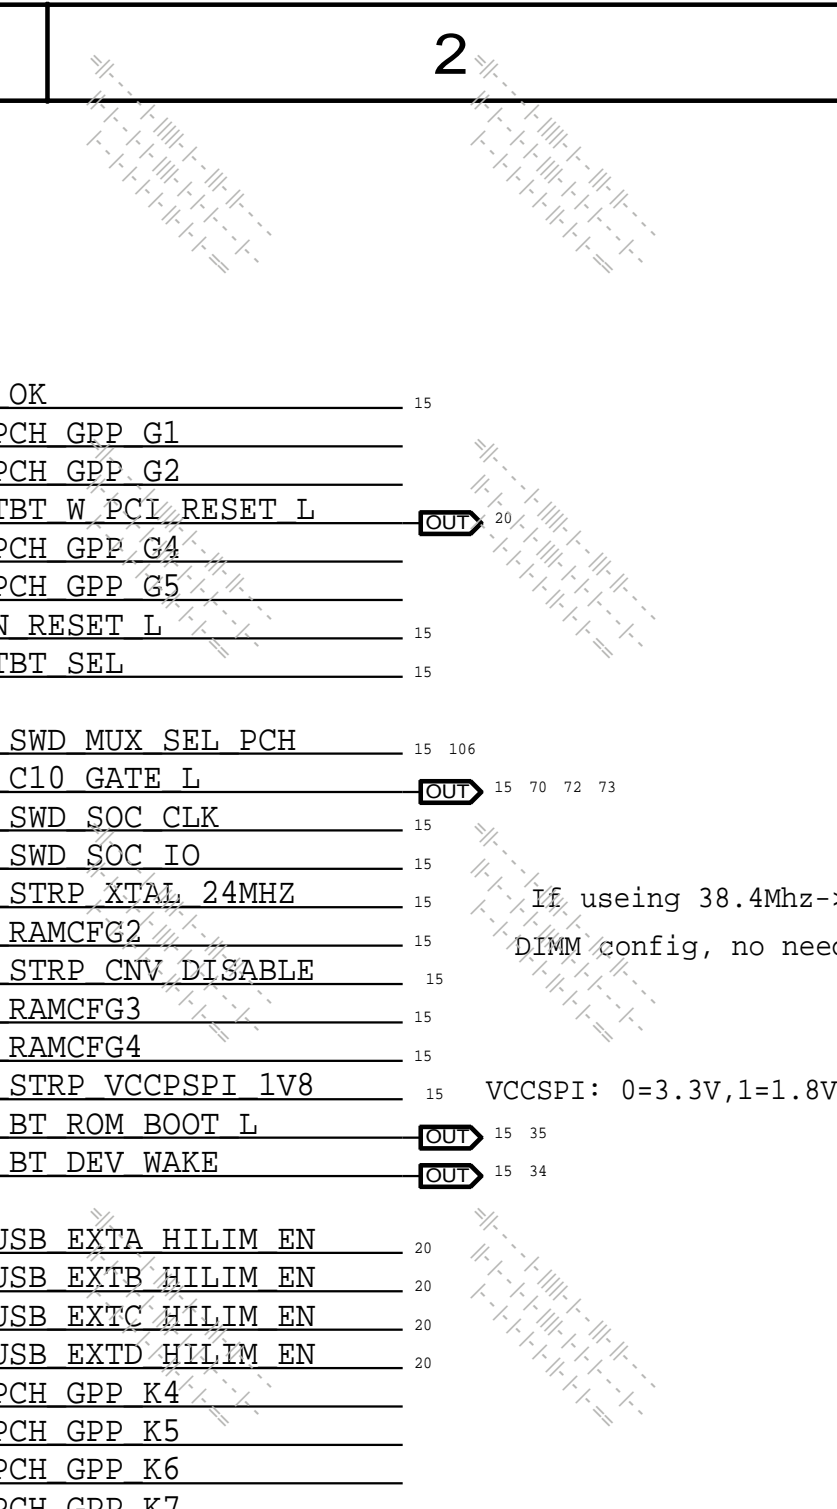 2
_OK 15
PCH_GPP_G1
PCH_GPP_G2
TBT_W_PCI_RESET_L OUT 20
PCH_GPP_G4
PCH_GPP_G5
N_RESET_L 15
TBT_SEL 15
_SWD_MUX_SEL_PCH 15 106
_C10_GATE_L OUT 15 70 72 73
_SWD_SOC_CLK 15
_SWD_SOC_IO 15
_STRP_XTAL_24MHZ 15 If useing 38.4Mhz->
_RAMCFG2 15 DIMM config, no need
_STRP_CNV_DISABLE 15
_RAMCFG3 15
_RAMCFG4 15
_STRP_VCCPSPI_1V8 15 VCCSPI: 0=3.3V,1=1.8V
_BT_ROM_BOOT_L OUT 15 35
_BT_DEV_WAKE OUT 15 34
USB_EXTA_HILIM_EN 20
USB_EXTB_HILIM_EN 20
USB_EXTC_HILIM_EN 20
USB_EXTD_HILIM_EN 20
PCH_GPP_K4
PCH_GPP_K5
PCH_GPP_K6
PCH_GPP_K7